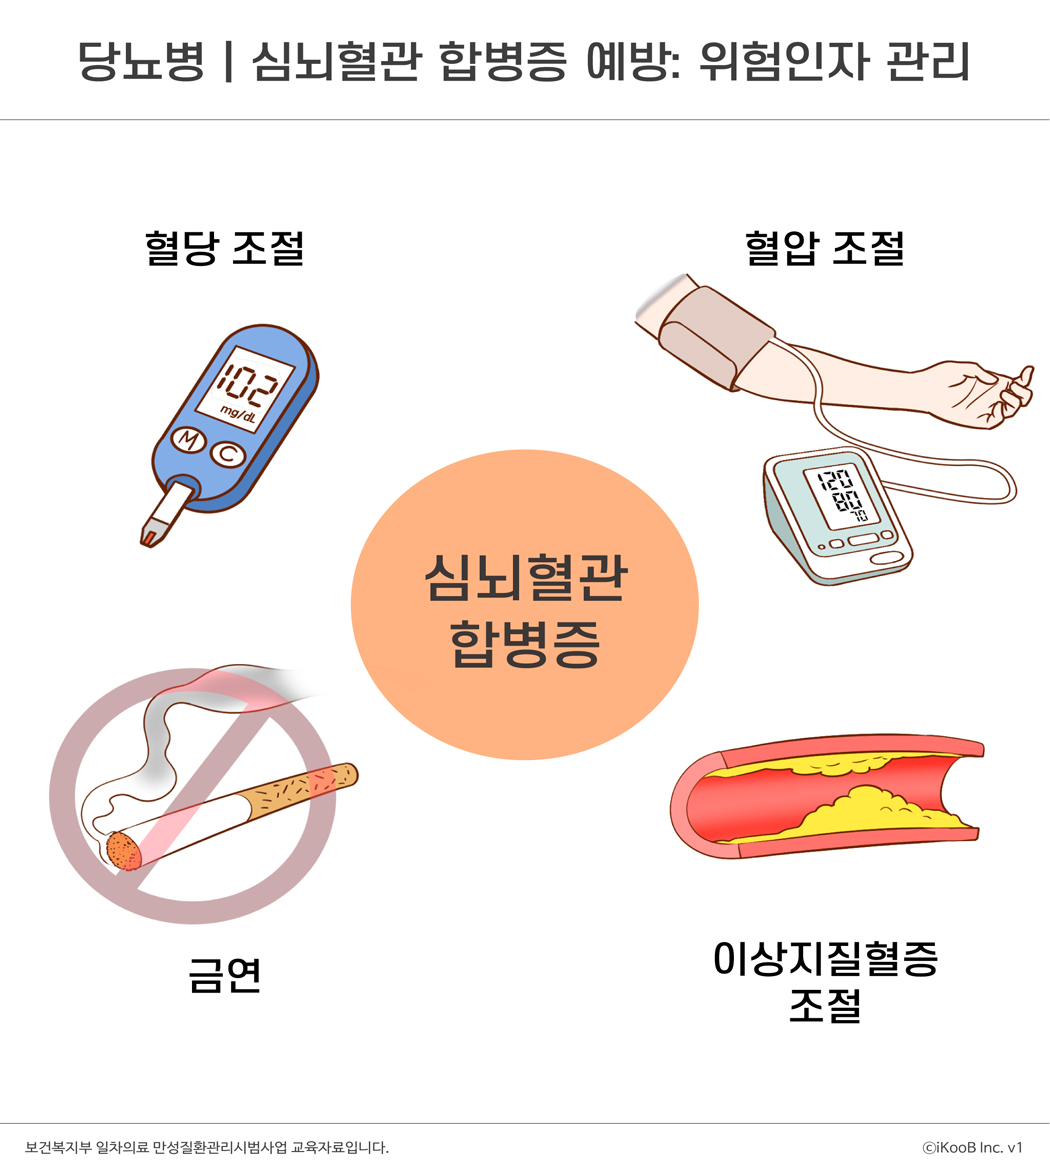 당뇨병 | 심뇌혈관 합병증 예방: 위험인자 관리
혈당 조절
혈압 조절
102
mg/dL
M
C
120
80
70
심뇌혈관
합병증
금연
이상지질혈증
조절
보건복지부 일차의료 만성질환관리시범사업 교육자료입니다.
ⓒiKooB Inc. v1